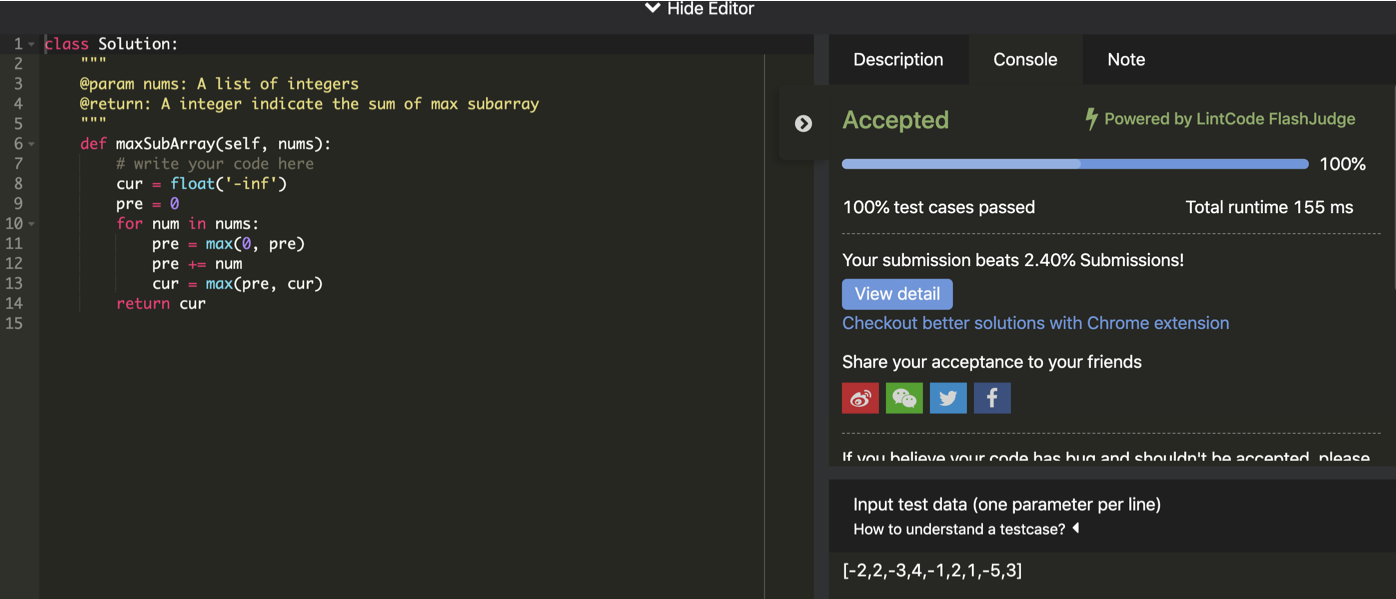 Hide Editor
1 class Solution:
2     """
3     @param nums: A list of integers
4     @return: A integer indicate the sum of max subarray
5     """
6     def maxSubArray(self, nums):
7         # write your code here
8         cur = float('-inf')
9         pre = 0
10         for num in nums:
11             pre = max(0, pre)
12             pre += num
13             cur = max(pre, cur)
14         return cur
15
Description Console Note
Accepted Powered by LintCode FlashJudge
100%
100% test cases passed Total runtime 155 ms
Your submission beats 2.40% Submissions!
View detail
Checkout better solutions with Chrome extension
Share your acceptance to your friends
If you believe your code has bug and shouldn't be accepted, please
Input test data (one parameter per line)
How to understand a testcase?
[-2,2,-3,4,-1,2,1,-5,3]